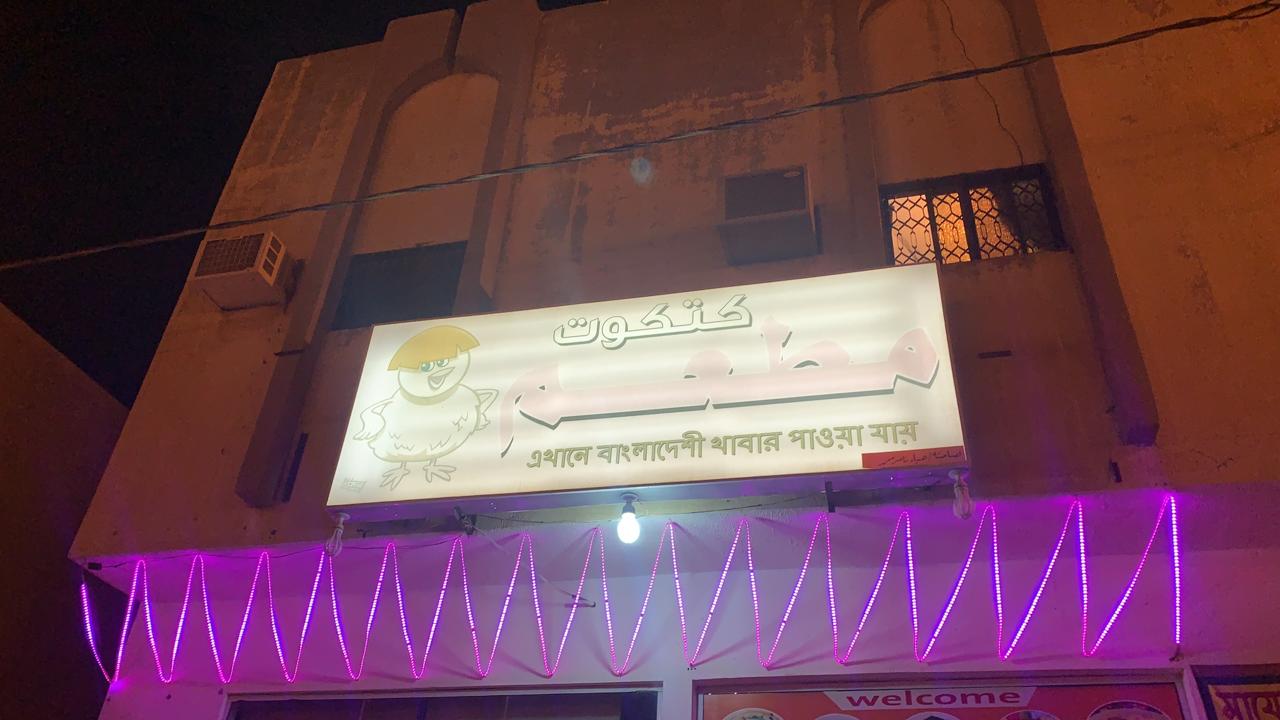 كتكوت
مطعم
এখানে বাংলাদেশী খাবার পাওয়া যায়
welcome
মায়ে